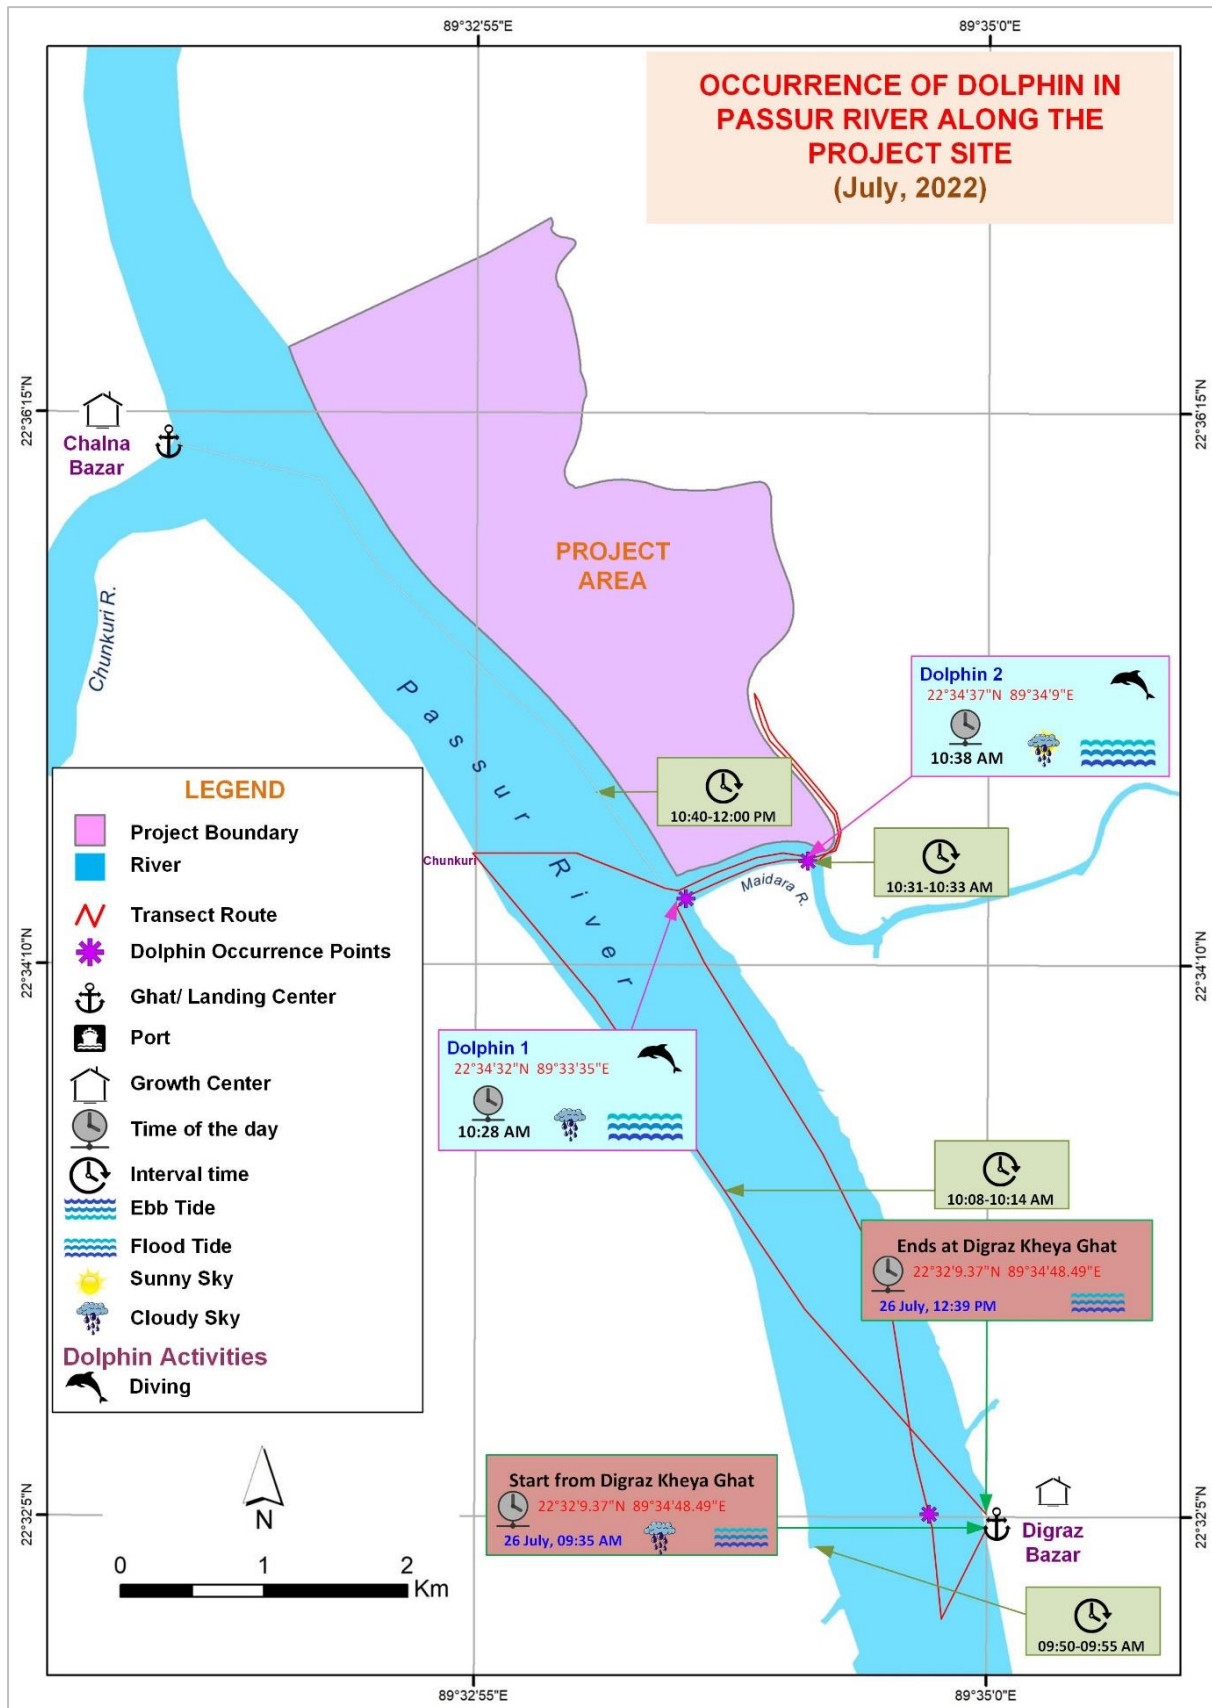 89°32'55"E
89°35'0"E
OCCURRENCE OF DOLPHIN IN
PASSUR RIVER ALONG THE
PROJECT SITE
(July, 2022)
22°36'15"N
22°36'15"N
Chalna
Bazar
PROJECT
AREA
Chunkuri R.
Passur River
Dolphin 2
22°34'37"N 89°34'9"E
10:38 AM
10:40-12:00 PM
10:31-10:33 AM
Chunkuri
Maidara R.
22°34'10"N
22°34'10"N
LEGEND
Project Boundary
River
Transect Route
Dolphin Occurrence Points
Ghat/ Landing Center
Port
Growth Center
Time of the day
Interval time
Ebb Tide
Flood Tide
Sunny Sky
Cloudy Sky
Dolphin Activities
Diving
Dolphin 1
22°34'32"N 89°33'35"E
10:28 AM
10:08-10:14 AM
Ends at Digraz Kheya Ghat
22°32'9.37"N 89°34'48.49"E
26 July, 12:39 PM
Start from Digraz Kheya Ghat
22°32'9.37"N 89°34'48.49"E
26 July, 09:35 AM
Digraz
Bazar
22°32'5"N
22°32'5"N
N
0 1 2
Km
09:50-09:55 AM
89°32'55"E
89°35'0"E